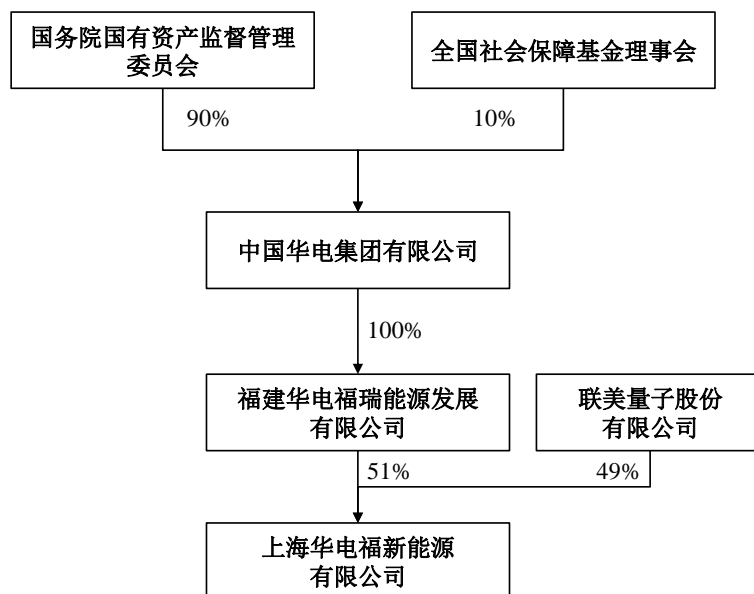 国务院国有资产监督管理
委员会
全国社会保障基金理事会
90%
10%
中国华电集团有限公司
100%
福建华电福瑞能源发展
有限公司
联美量子股份
有限公司
51%
49%
上海华电福新能源
有限公司